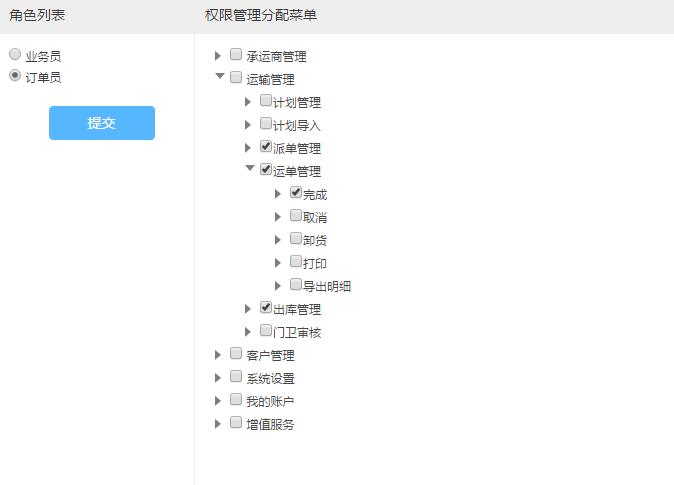 角色列表
权限管理分配菜单
业务员
订单员
提交
承运商管理
运输管理
计划管理
计划导入
派单管理
运单管理
完成
取消
卸货
打印
导出明细
出库管理
门卫审核
客户管理
系统设置
我的账户
增值服务